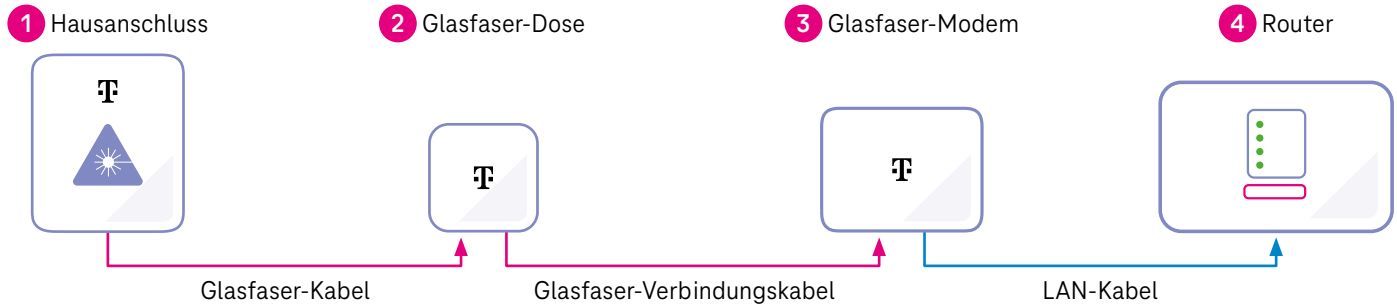 1 Hausanschluss
2 Glasfaser-Dose
3 Glasfaser-Modem
4 Router
T
T
T
Glasfaser-Kabel
Glasfaser-Verbindungskabel
LAN-Kabel